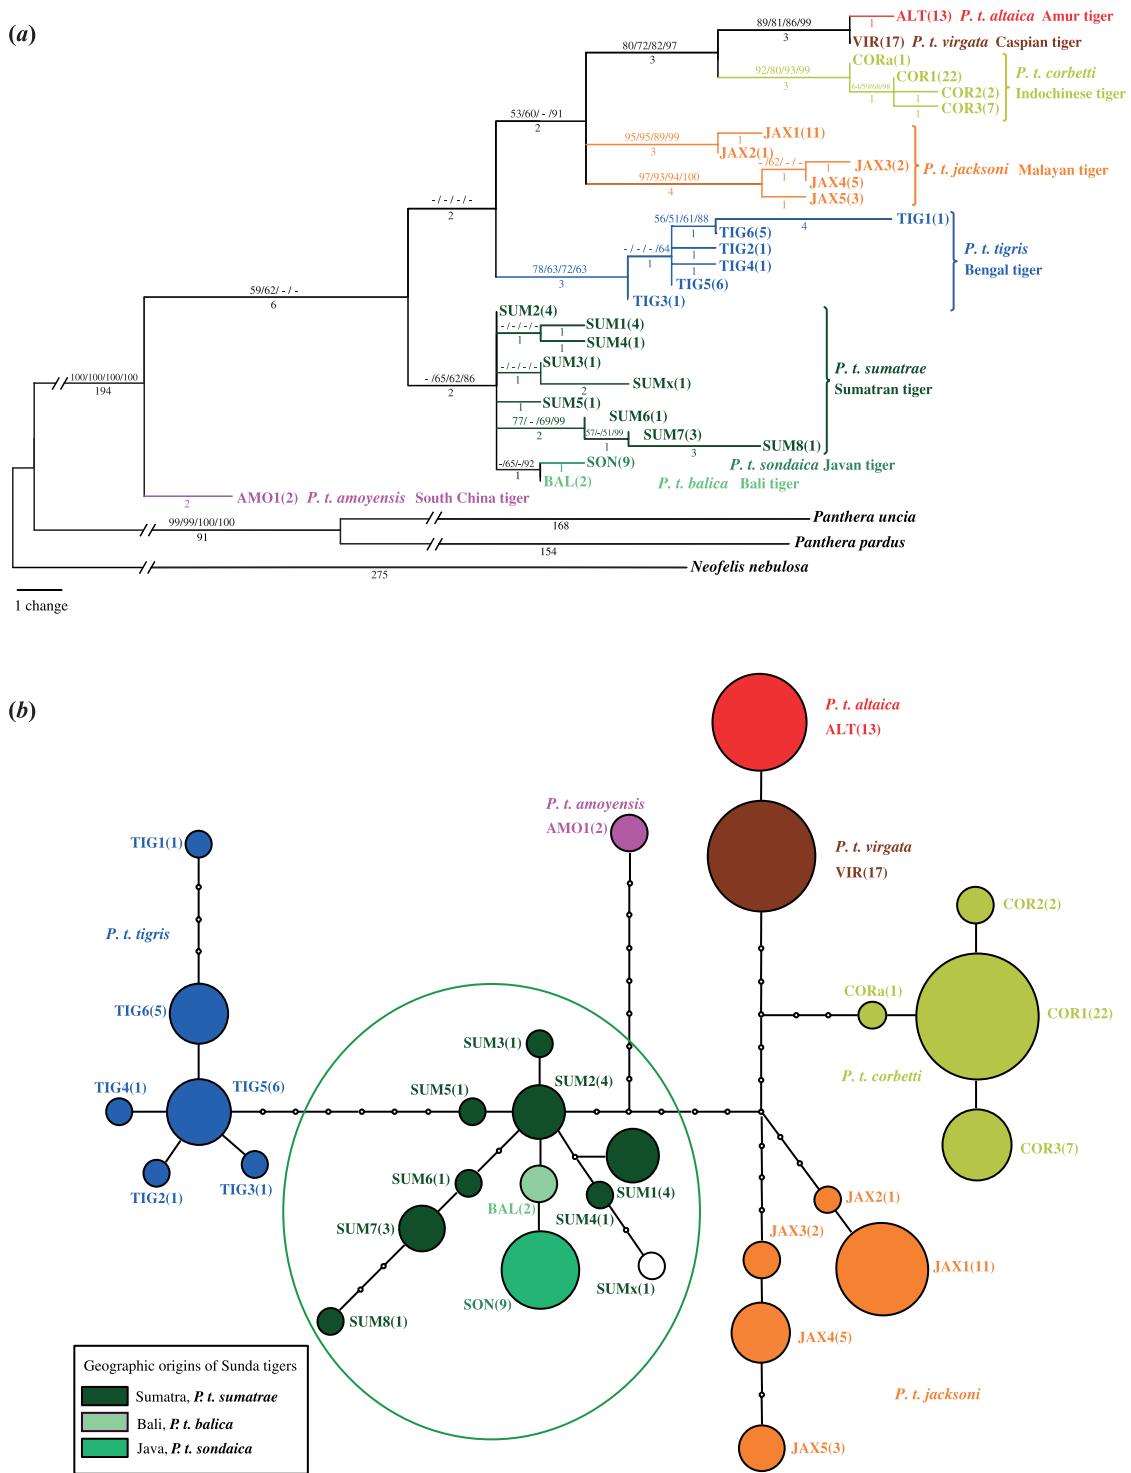 (a)
89/81/86/99
3
1
ALT(13) P. t. altaica Amur tiger
VIR(17) P. t. virgata Caspian tiger
80/72/82/97
3
92/80/93/99
3
CORa(1)
COR1(22)
64/59/68/98
1
COR2(2)
1
COR3(7)
1
P. t. corbetti
Indochinese tiger
53/60/ - /91
2
95/95/89/99
3
JAX1(11)
1
JAX2(1)
97/93/94/100
4
- /62/ - / -
1
JAX3(2)
1
JAX4(5)
JAX5(3)
1
P. t. jacksoni Malayan tiger
- / - / - / -
2
56/51/61/88
1
TIG1(1)
4
TIG6(5)
TIG2(1)
1
- / - / - /64
1
TIG4(1)
1
TIG5(6)
78/63/72/63
3
TIG3(1)
P. t. tigris
Bengal tiger
59/62/ - / -
6
SUM2(4)
- / - / - / -
1
SUM1(4)
1
SUM4(1)
1
- / - / - / -
1
SUM3(1)
SUMx(1)
2
- /65/62/86
2
SUM5(1)
1
77/ - /69/99
2
SUM6(1)
57/-/51/99
1
SUM7(3)
SUM8(1)
3
P. t. sumatrae
Sumatran tiger
-/65/-/92
1
SON(9)
1
P. t. sondaica Javan tiger
BAL(2)
P. t. balica Bali tiger
100/100/100/100
194
AMO1(2) P. t. amoyensis South China tiger
2
99/99/100/100
91
Panthera uncia
168
Panthera pardus
154
Neofelis nebulosa
275
1 change
(b)
P. t. altaica
ALT(13)
P. t. amoyensis
AMO1(2)
TIG1(1)
P. t. virgata
VIR(17)
COR2(2)
P. t. tigris
CORa(1)
TIG6(5)
COR1(22)
SUM3(1)
P. t. corbetti
SUM2(4)
TIG4(1)
TIG5(6)
SUM5(1)
COR3(7)
SUM6(1)
SUM1(4)
TIG2(1)
TIG3(1)
JAX2(1)
BAL(2)
SUM4(1)
SUM7(3)
JAX3(2)
JAX1(11)
SUMx(1)
SON(9)
SUM8(1)
JAX4(5)
Geographic origins of Sunda tigers
Sumatra, P. t. sumatrae
Bali, P. t. balica
Java, P. t. sondaica
P. t. jacksoni
JAX5(3)